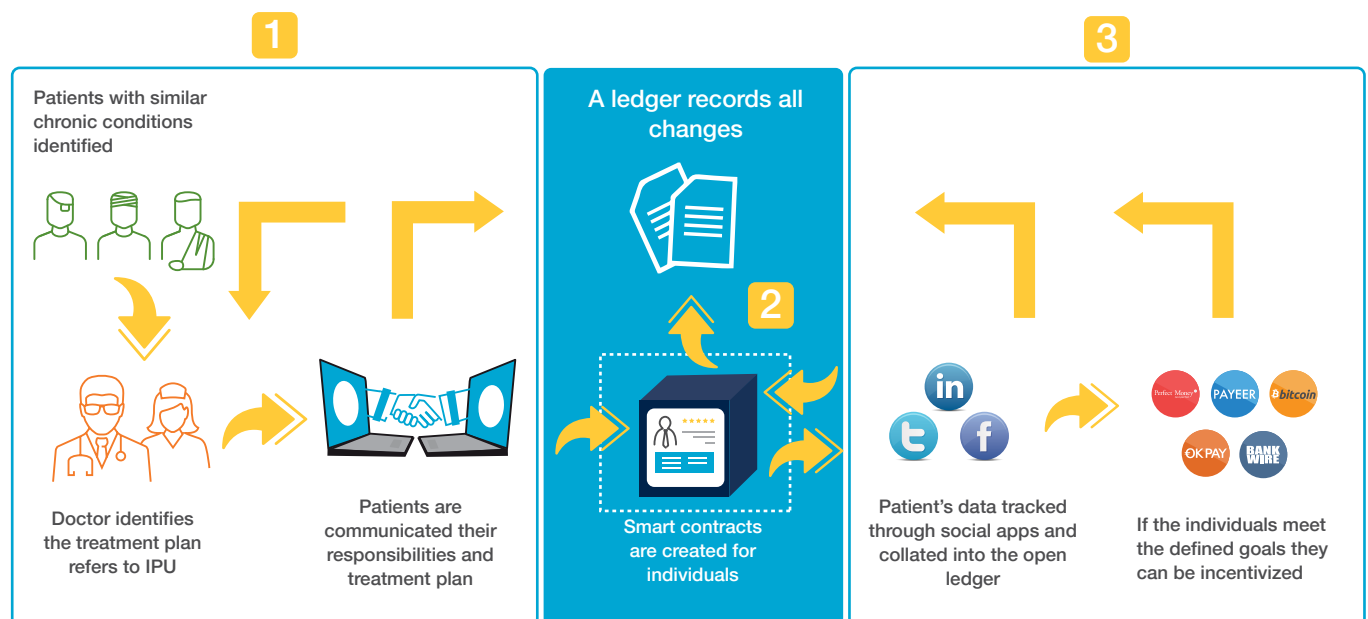 1
Patients with similar
chronic conditions
identified
Doctor identifies
the treatment plan
refers to IPU
Patients are
communicated their
responsibilities and
treatment plan
A ledger records all
changes
2
Smart contracts
are created for
individuals
3
in
t
f
Patient's data tracked
through social apps and
collated into the open
ledger
Perfect Money
PAYEER
bitcoin
OKPAY
BANK
WIRE
If the individuals meet
the defined goals they
can be incentivized